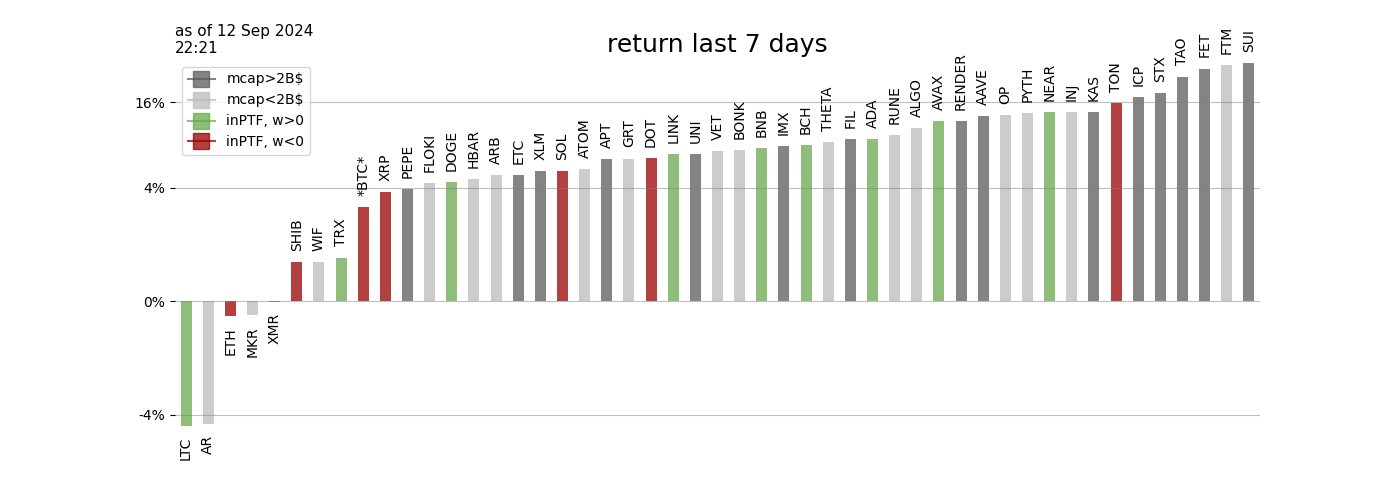 as of 12 Sep 2024
22:21
return last 7 days
mcap>2B$
mcap<2B$
inPTF, w>0
inPTF, w<0
16%
4%
0%
-4%
LTC
AR
ETH
MKR
XMR
SHIB
WIF
TRX
*BTC*
XRP
PEPE
FLOKI
DOGE
HBAR
ARB
ETC
XLM
SOL
ATOM
APT
GRT
DOT
LINK
UNI
VET
BONK
BNB
IMX
BCH
THETA
FIL
ADA
RUNE
ALGO
AVAX
RENDER
AAVE
OP
PYTH
NEAR
INJ
KAS
TON
ICP
STX
TAO
FET
FTM
SUI